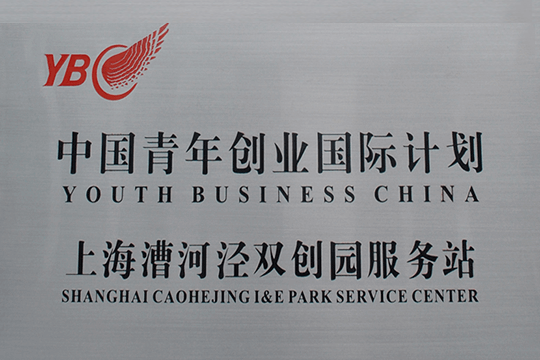 YBC
中国青年创业国际计划
YOUTH BUSINESS CHINA
上海漕河泾双创园服务站
SHANGHAI CAOHEJING I&E PARK SERVICE CENTER